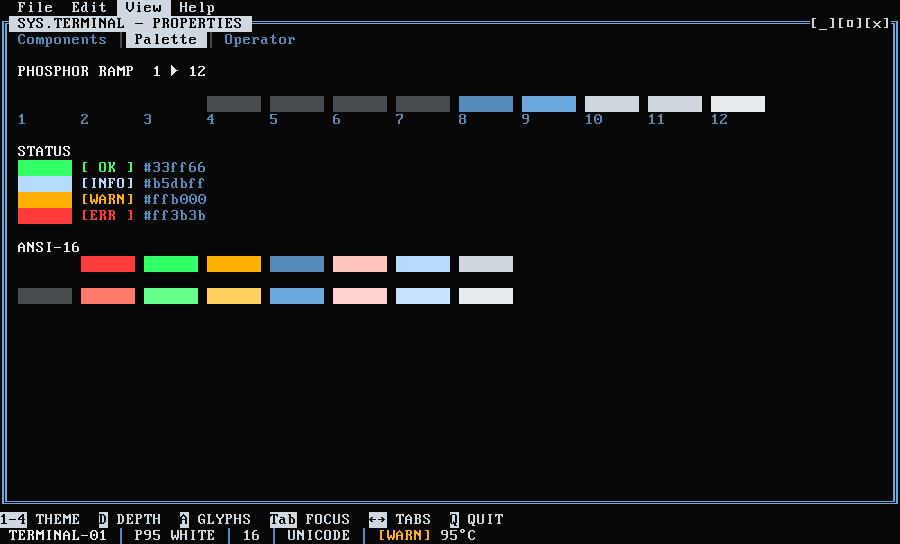 File Edit View Help
SYS.TERMINAL — PROPERTIES [_][o][x]
Components | Palette | Operator
PHOSPHOR RAMP 1 ▶ 12
1 2 3 4 5 6 7 8 9 10 11 12
STATUS
[ OK ] #33ff66
[INFO] #b5dbff
[WARN] #ffb000
[ERR ] #ff3b3b
ANSI-16
1-4 THEME D DEPTH A GLYPHS Tab FOCUS ↔ TABS Q QUIT
TERMINAL-01 | P95 WHITE | 16 | UNICODE | [WARN] 95°C